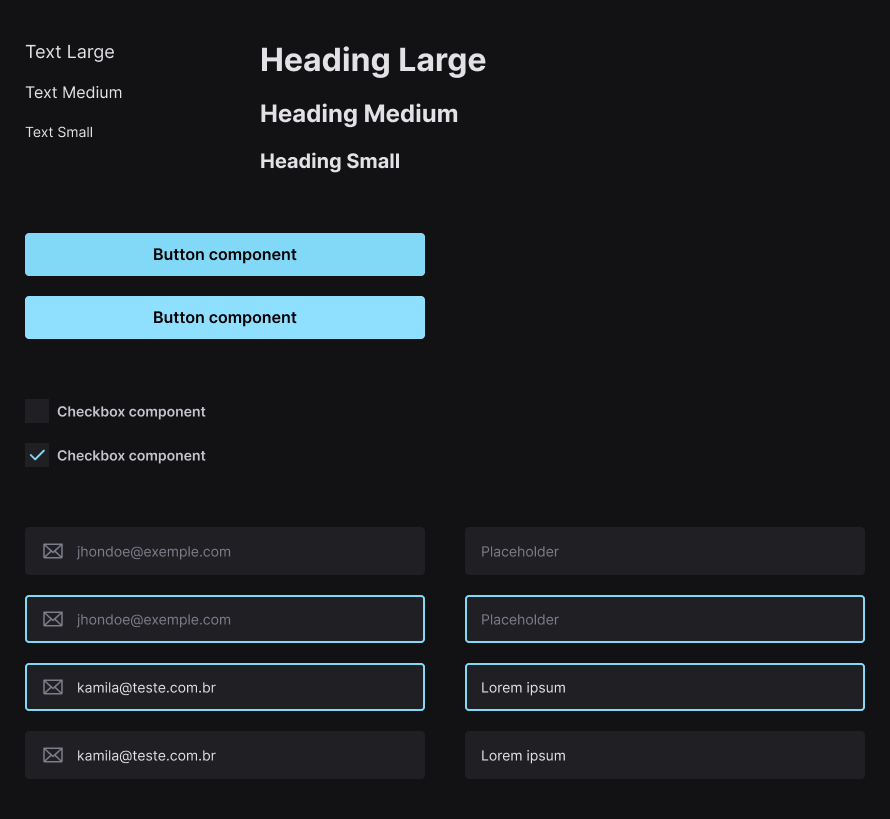 Text Large
Text Medium
Text Small
Heading Large
Heading Medium
Heading Small
Button component
Button component
Checkbox component
Checkbox component
jhondoe@exemple.com
jhondoe@exemple.com
kamila@teste.com.br
kamila@teste.com.br
Placeholder
Placeholder
Lorem ipsum
Lorem ipsum